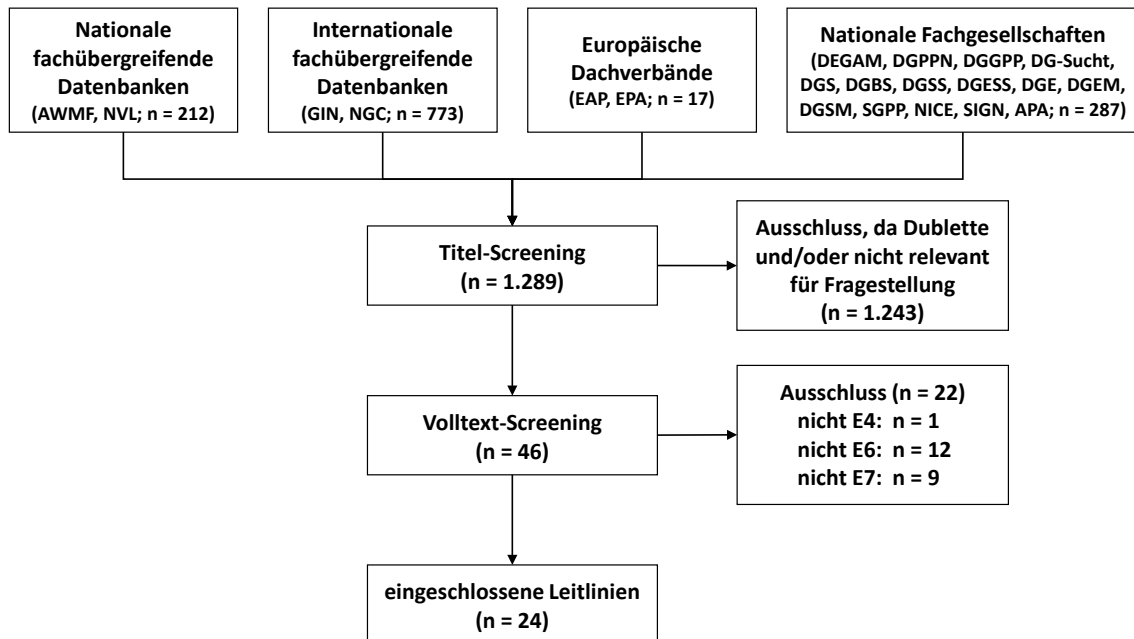 Nationale
fachübergreifende
Datenbanken
(AWMF, NVL; n = 212)
Internationale
fachübergreifende
Datenbanken
(GIN, NGC; n = 773)
Europäische
Dachverbände
(EAP, EPA; n = 17)
Nationale Fachgesellschaften
(DEGAM, DGPPN, DGGPP, DG-Sucht,
DGS, DGBS, DGSS, DGESS, DGE, DGEM,
DGSM, SGPP, NICE, SIGN, APA; n = 287)
Titel-Screening
(n = 1.289)
Ausschluss, da Dublette
und/oder nicht relevant
für Fragestellung
(n = 1.243)
Volltext-Screening
(n = 46)
Ausschluss (n = 22)
nicht E4: n = 1
nicht E6: n = 12
nicht E7: n = 9
eingeschlossene Leitlinien
(n = 24)